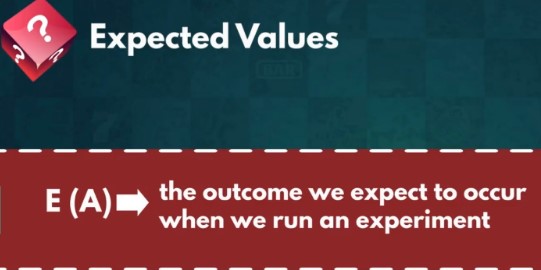 Expected Values
E (A) ➡ the outcome we expect to occur
when we run an experiment